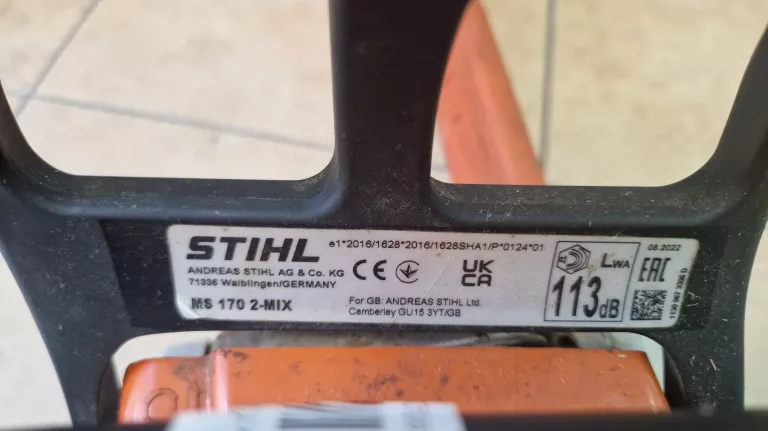 STIHL
e1*2016/1628*2016/1628SHA1/P*0124*01
ANDREAS STIHL AG & Co. KG
71336 Waiblingen/GERMANY
MS 170 2-MIX
CE
UK
CA
For GB: ANDREAS STIHL Ltd.
Camberley GU15 3YT/GB
LWA
113dB
08.2022
EAC